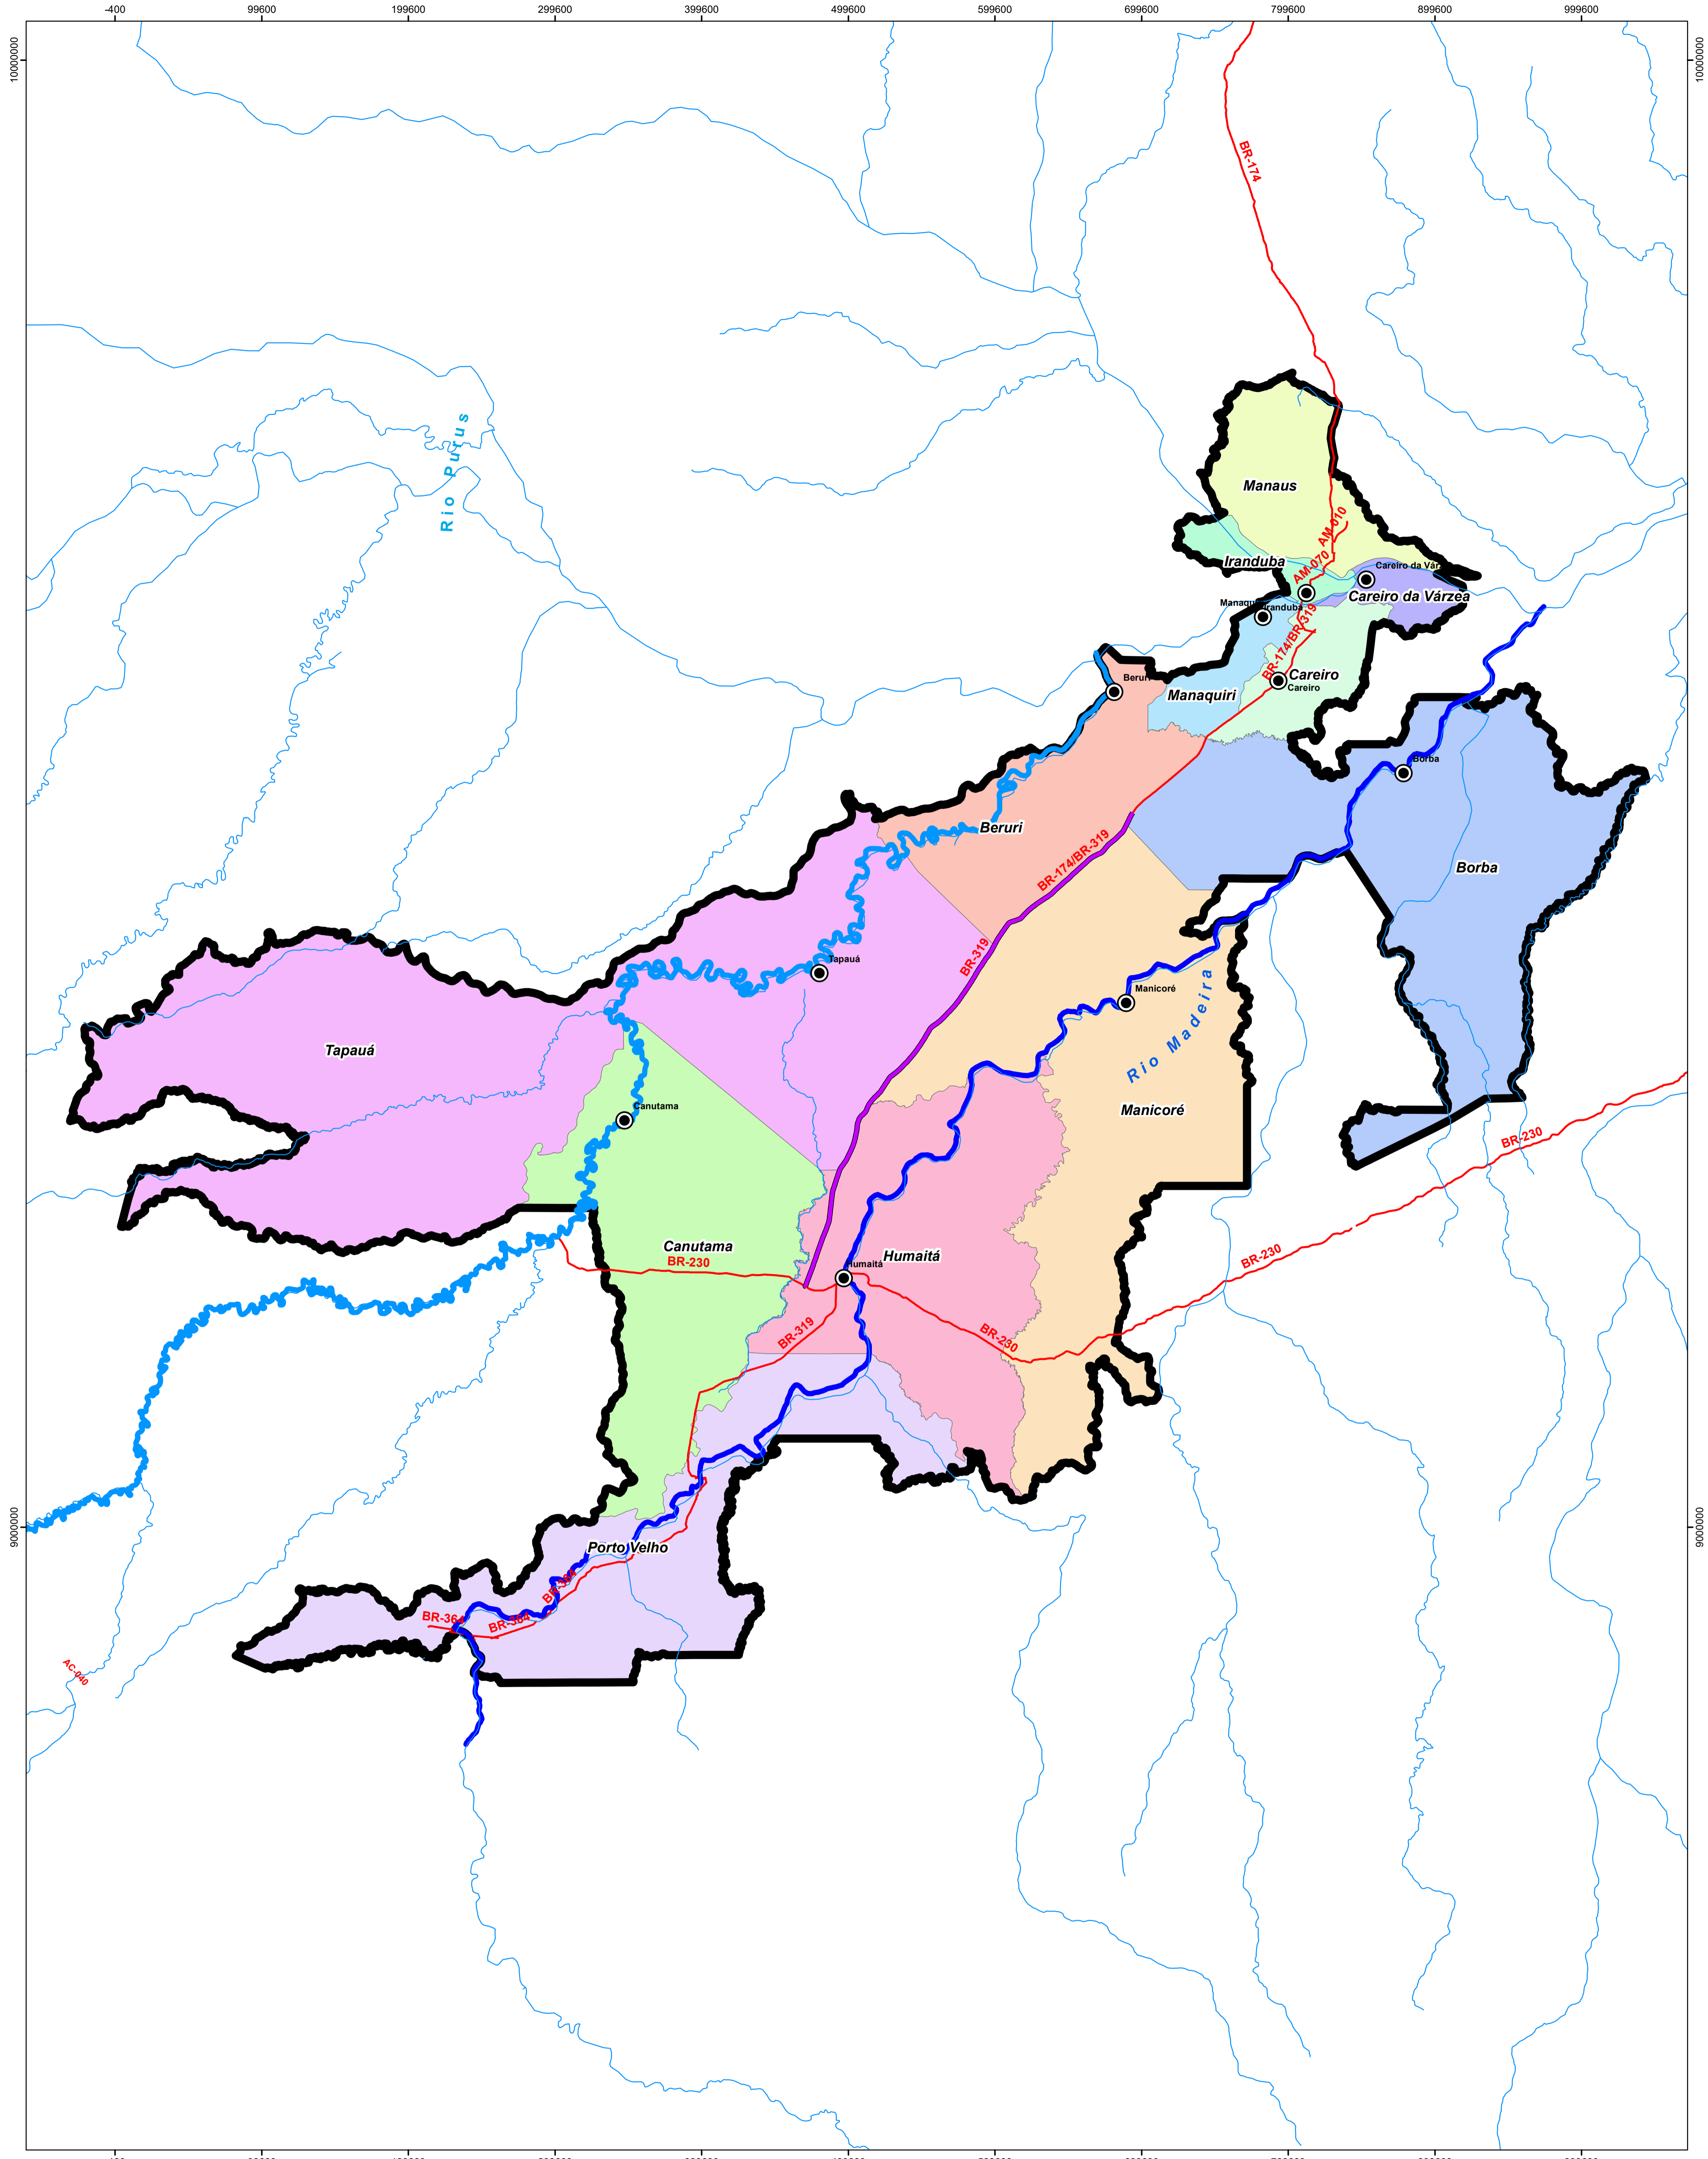 -400 99600 199600 299600 399600 499600 599600 699600 799600 899600 999600
10000000
10000000
BR-174
Rio Purus
Manaus
AM-010
Iranduba
AM-070
Careiro da Vár
Careiro da Várzea
Iranduba
BR-174/BR-319
Beruri
Manaquiri
Careiro
Careiro
Borba
Beruri
BR-174/BR-319
Borba
BR-319
Tapauá
Manicoré
Rio Madeira
Tapauá
Canutama
Manicoré
BR-230
Canutama
BR-230
Humaitá
Humaitá
BR-230
BR-319
BR-230
9000000
9000000
Porto Velho
BR-364
BR-364
BR-364
AC-040